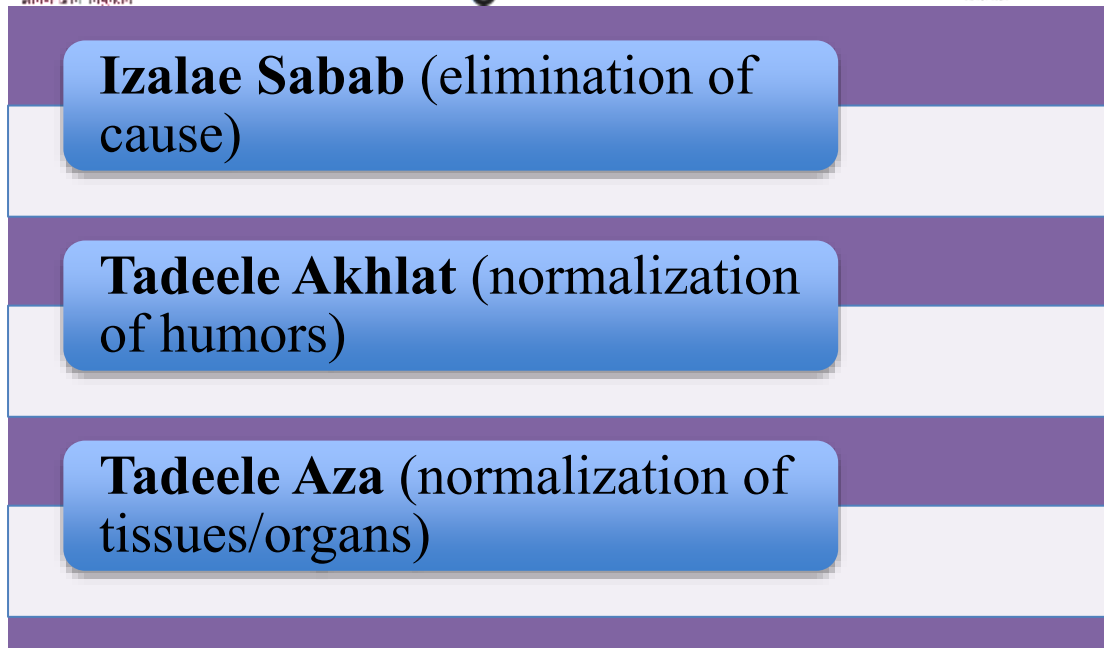 Izalae Sabab (elimination of
cause)
Tadeele Akhlat (normalization
of humors)
Tadeele Aza (normalization of
tissues/organs)